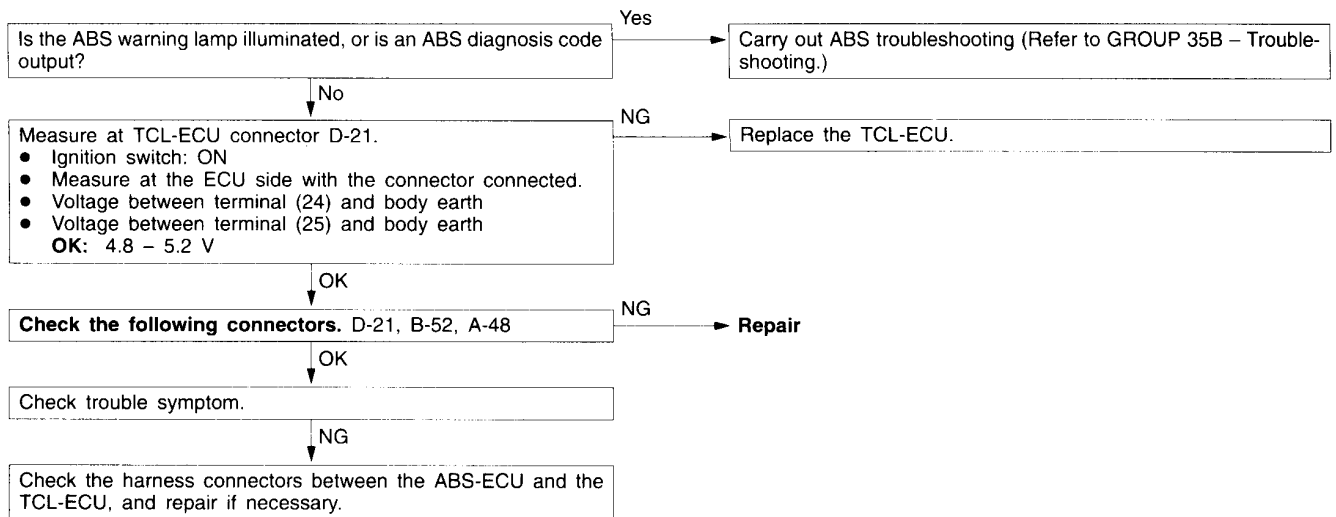 Yes
Is the ABS warning lamp illuminated, or is an ABS diagnosis code
output?
Carry out ABS troubleshooting (Refer to GROUP 35B – Trouble-
shooting.)
No
NG
Measure at TCL-ECU connector D-21.
● Ignition switch: ON
● Measure at the ECU side with the connector connected.
● Voltage between terminal (24) and body earth
● Voltage between terminal (25) and body earth
OK: 4.8 – 5.2 V
Replace the TCL-ECU.
OK
NG
Check the following connectors. D-21, B-52, A-48
Repair
OK
Check trouble symptom.
NG
Check the harness connectors between the ABS-ECU and the
TCL-ECU, and repair if necessary.